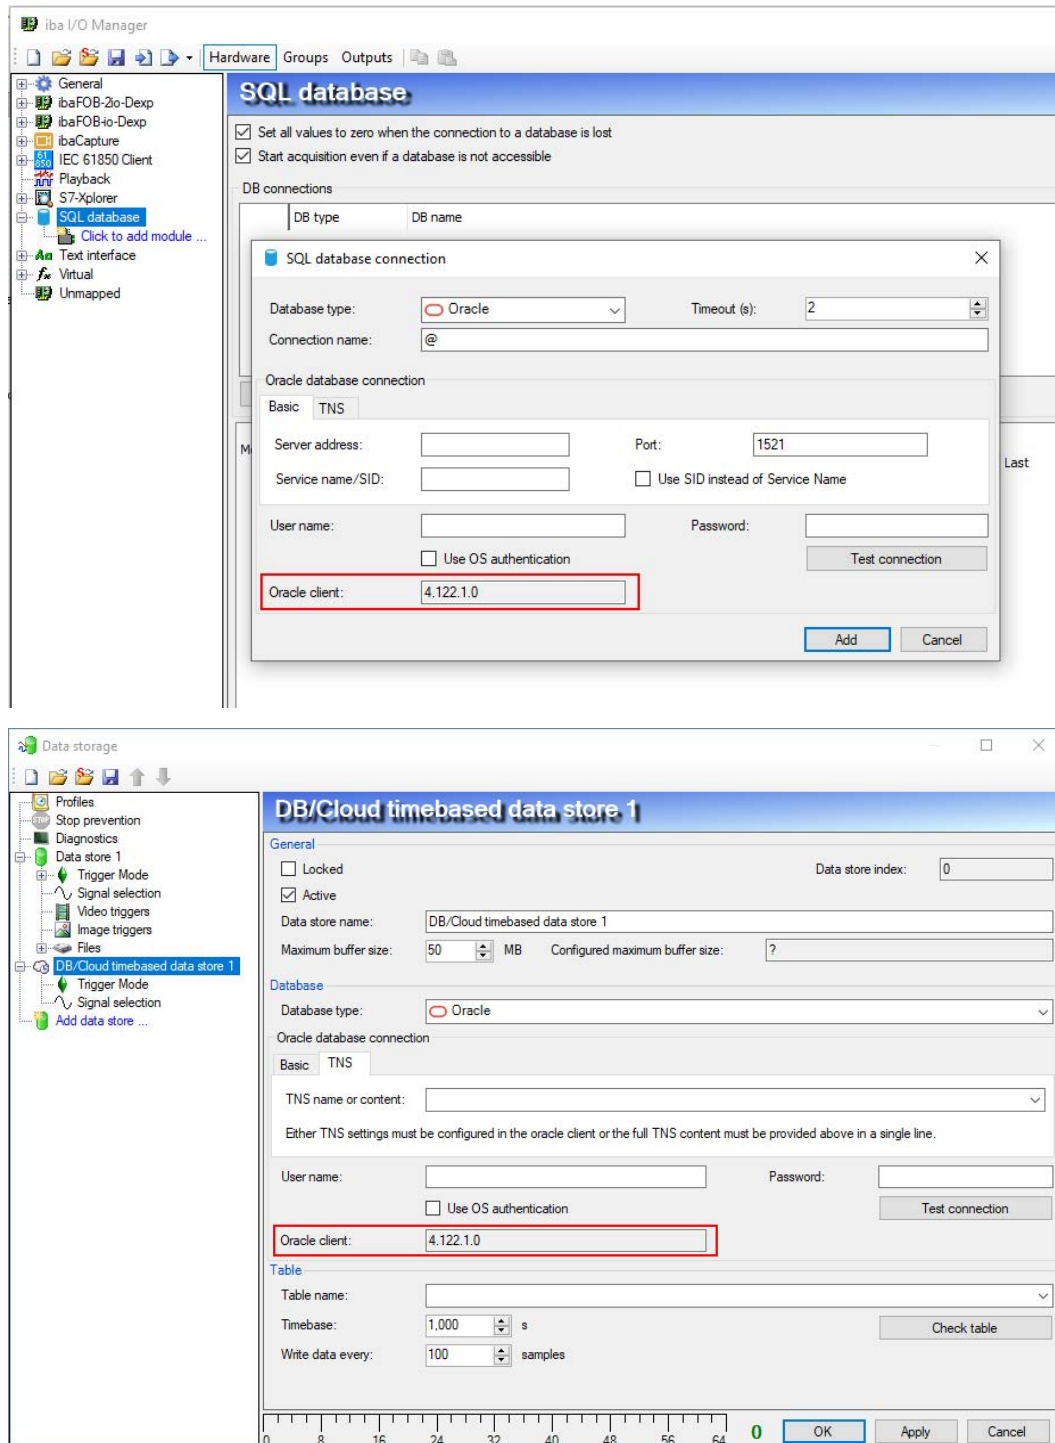 iba I/O Manager
Hardware Groups Outputs
General
ibaFOB-2io-Dexp
ibaFOB-io-Dexp
ibaCapture
IEC 61850 Client
Playback
S7-Xplorer
SQL database
Click to add module ...
Text interface
Virtual
Unmapped
SQL database
Set all values to zero when the connection to a database is lost
Start acquisition even if a database is not accessible
DB connections
DB type DB name
SQL database connection
Database type: Oracle Timeout (s): 2
Connection name: @
Oracle database connection
Basic TNS
Server address: Port: 1521
Service name/SID: Use SID instead of Service Name
Last
User name: Password:
Use OS authentication Test connection
Oracle client: 4.122.1.0
Add Cancel
Data storage
Profiles
Stop prevention
Diagnostics
Data store 1
Trigger Mode
Signal selection
Video triggers
Image triggers
Files
DB/Cloud timebased data store 1
Trigger Mode
Signal selection
Add data store ...
DB/Cloud timebased data store 1
General
Locked Data store index: 0
Active
Data store name: DB/Cloud timebased data store 1
Maximum buffer size: 50 MB Configured maximum buffer size: ?
Database
Database type: Oracle
Oracle database connection
Basic TNS
TNS name or content:
Either TNS settings must be configured in the oracle client or the full TNS content must be provided above in a single line.
User name: Password:
Use OS authentication Test connection
Oracle client: 4.122.1.0
Table
Table name:
Timebase: 1,000 s Check table
Write data every: 100 samples
0 8 16 24 32 40 48 56 64 0 OK Apply Cancel